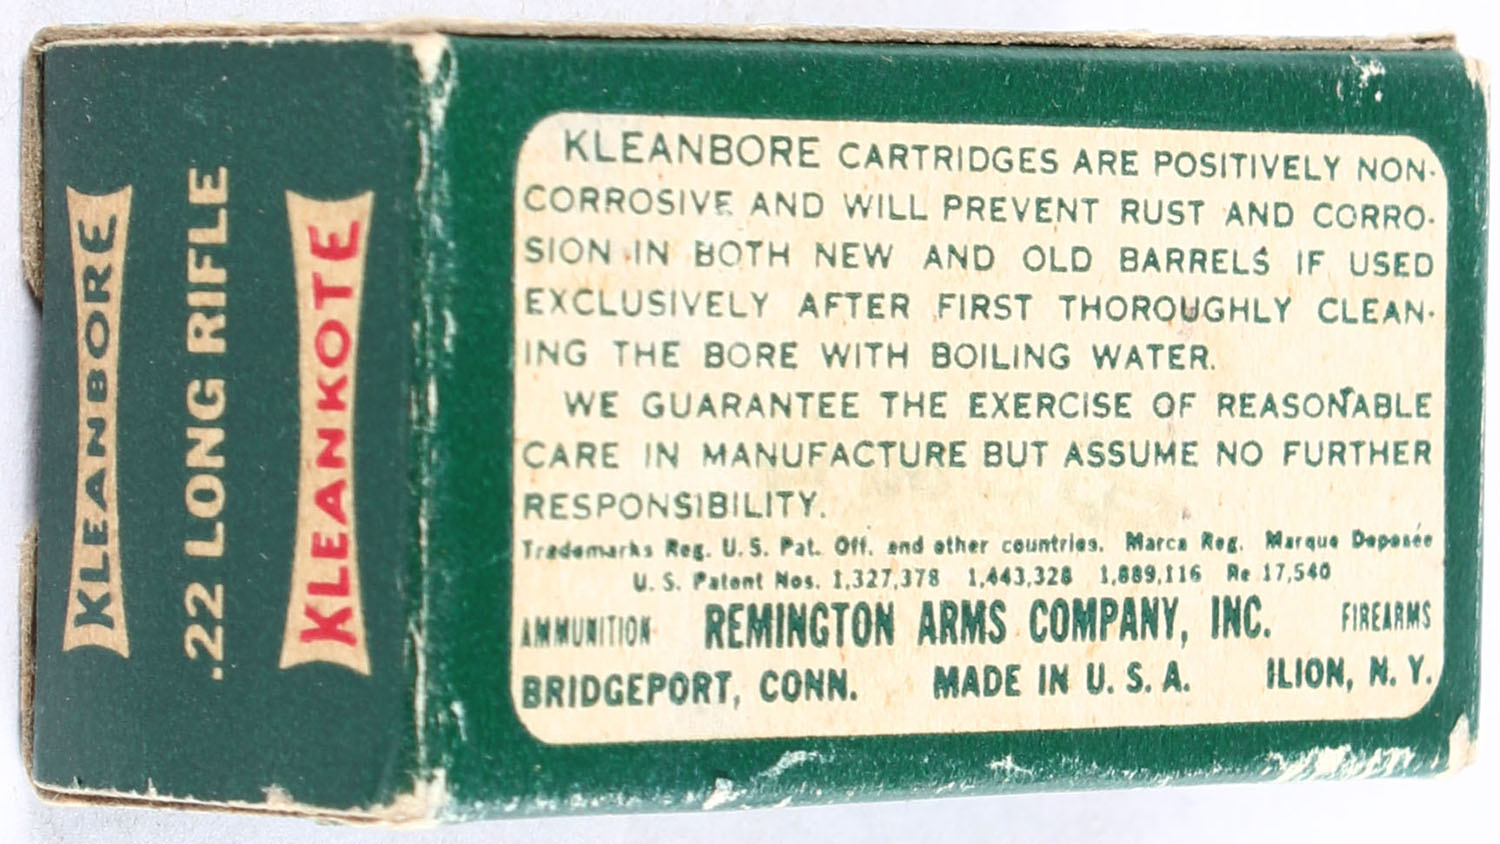 KLEANBORE
.22 LONG RIFLE
KLEANKOTE
KLEANBORE CARTRIDGES ARE POSITIVELY NON-
CORROSIVE AND WILL PREVENT RUST AND CORRO-
SION IN BOTH NEW AND OLD BARRELS IF USED
EXCLUSIVELY AFTER FIRST THOROUGHLY CLEAN-
ING THE BORE WITH BOILING WATER.
WE GUARANTEE THE EXERCISE OF REASONABLE
CARE IN MANUFACTURE BUT ASSUME NO FURTHER
RESPONSIBILITY.
Trademarks Reg. U. S. Pat. Off. and other countries. Marca Reg. Marque Deposée
U. S. Patent Nos. 1,327,378 1,443,328 1,889,116 Re 17,540
AMMUNITION REMINGTON ARMS COMPANY, INC. FIREARMS
BRIDGEPORT, CONN. MADE IN U. S. A. ILION, N. Y.